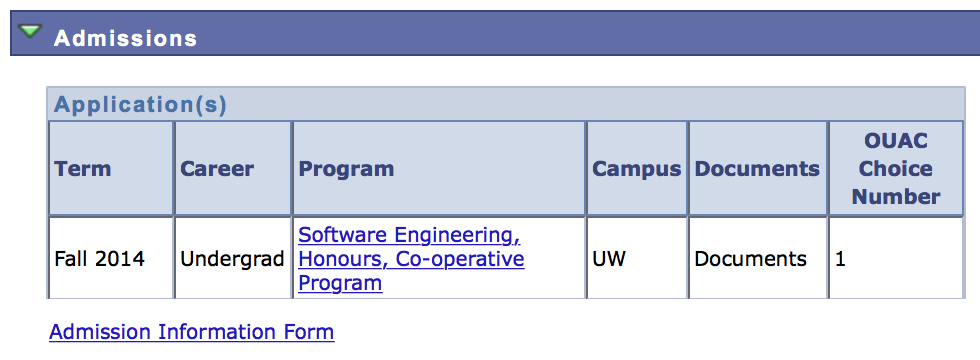 Admissions
Application(s)
Term Career Program Campus Documents OUAC Choice Number
Fall 2014 Undergrad Software Engineering, Honours, Co-operative Program UW Documents 1
Admission Information Form